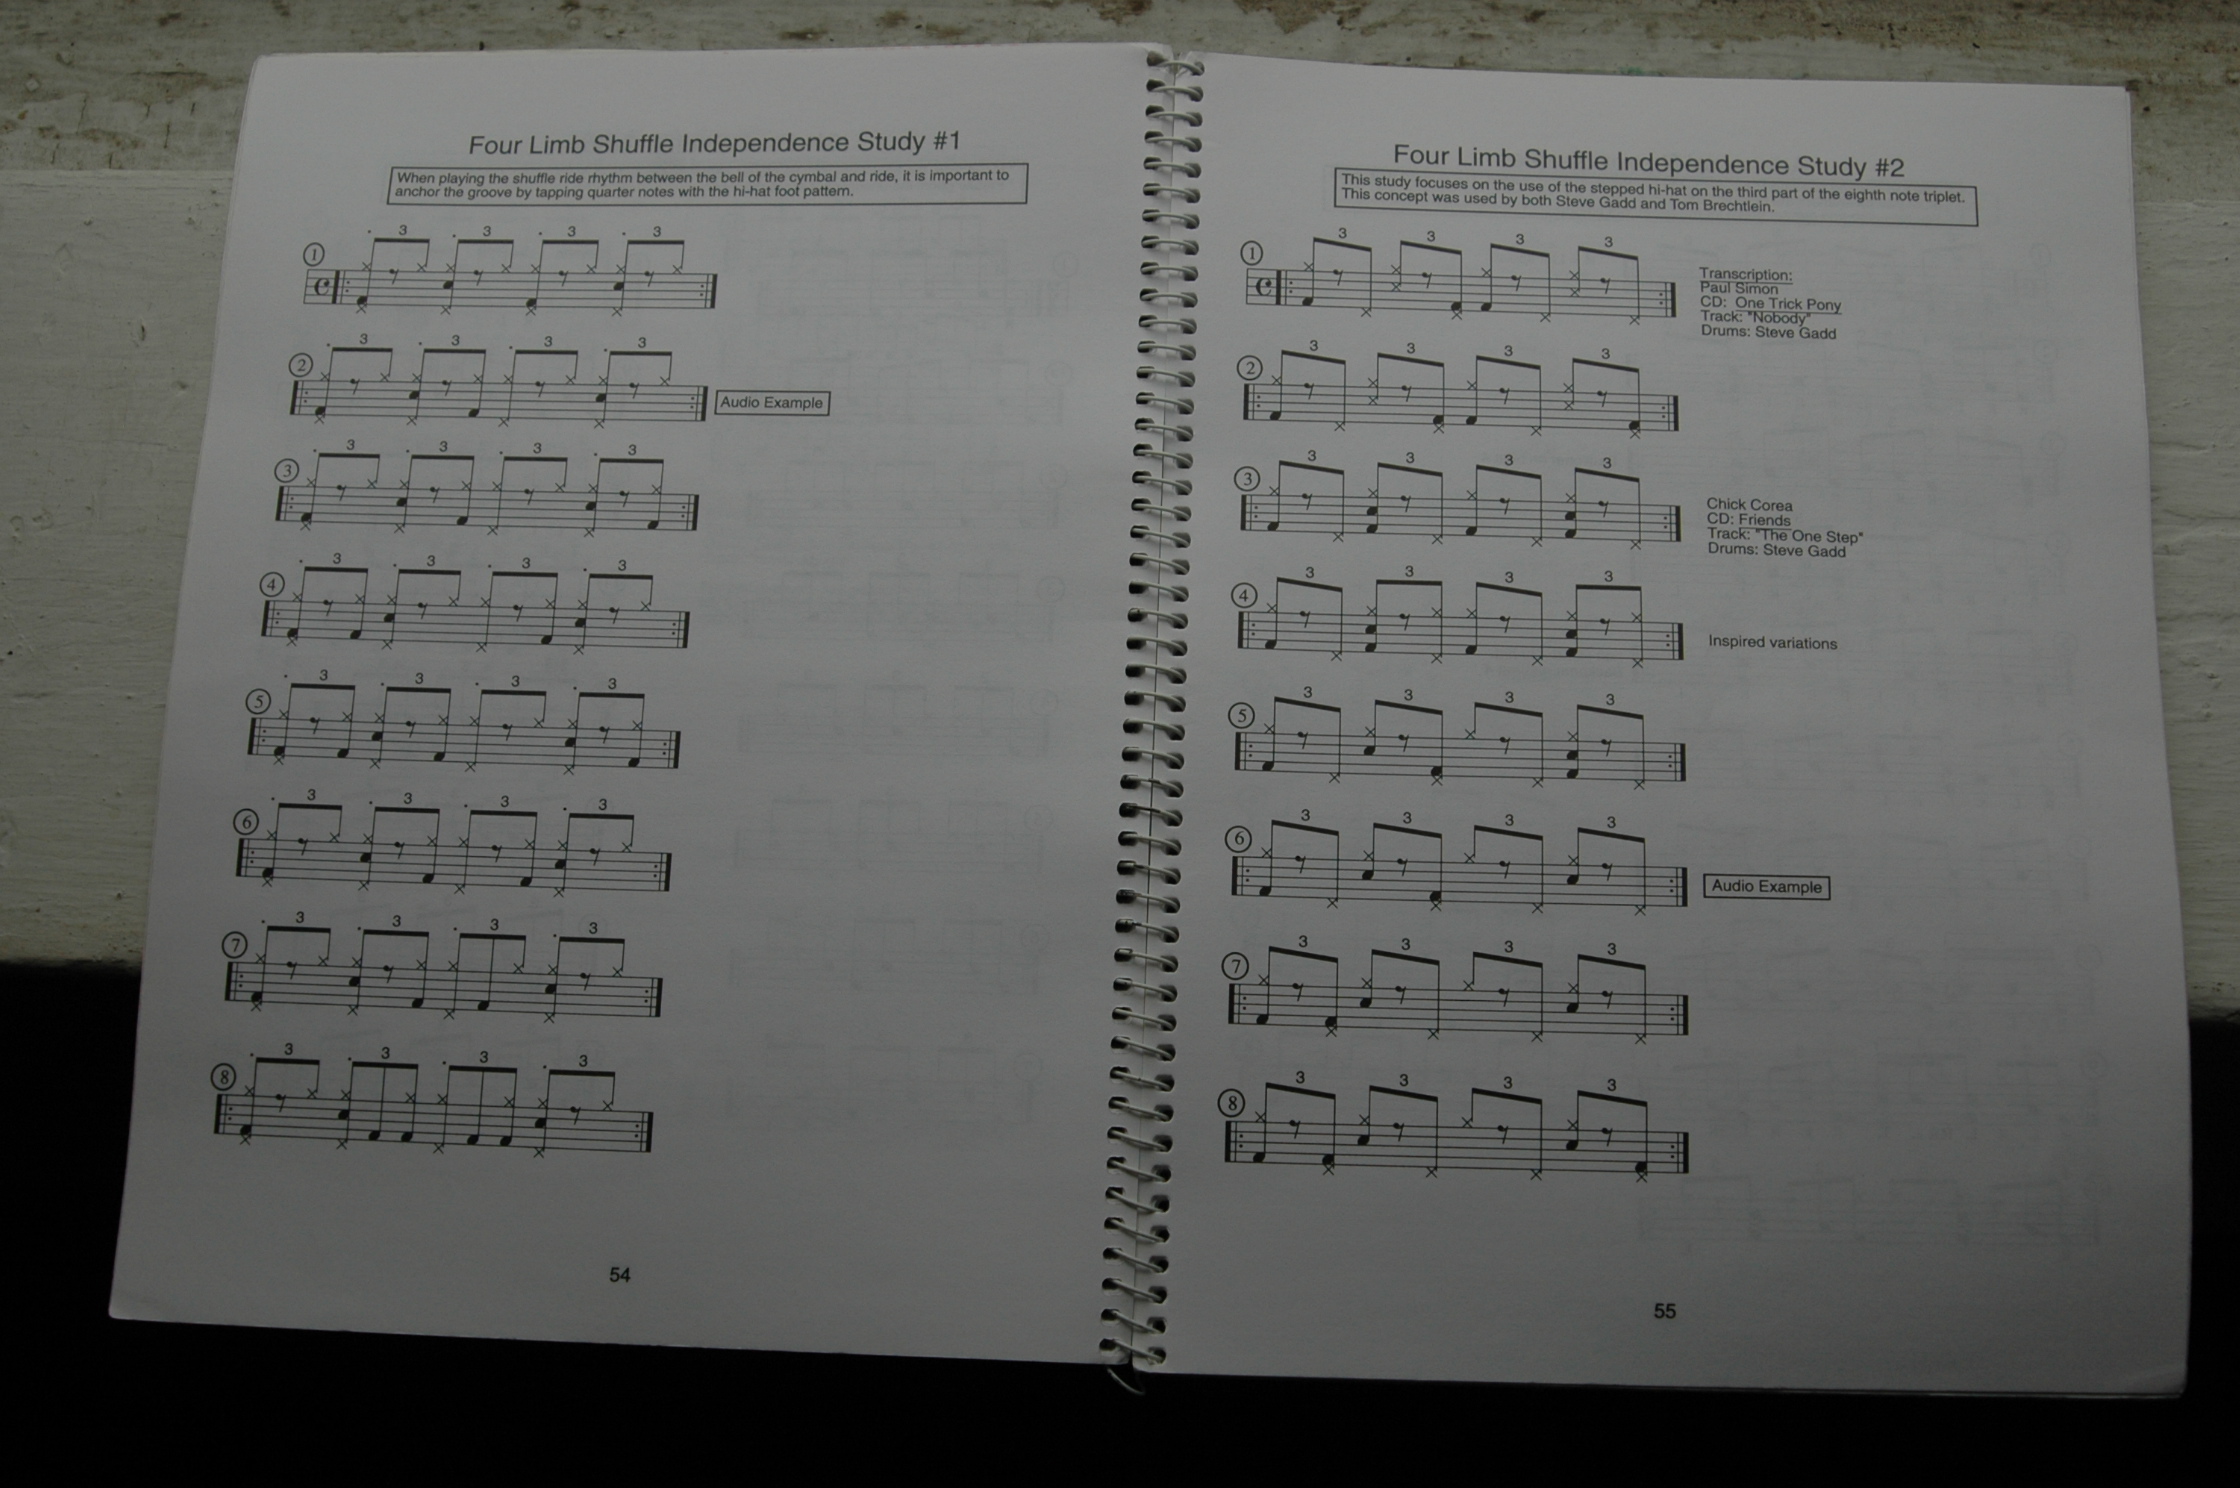 Four Limb Shuffle Independence Study #1
When playing the shuffle ride rhythm between the bell of the cymbal and ride, it is important to
anchor the groove by tapping quarter notes with the hi-hat foot pattern.
1
3 3 3 3
2
3 3 3 3
Audio Example
3
3 3 3 3
4
3 3 3 3
5
3 3 3 3
6
3 3 3 3
7
3 3 3 3
8
3 3 3 3
54
Four Limb Shuffle Independence Study #2
This study focuses on the use of the stepped hi-hat on the third part of the eighth note triplet.
This concept was used by both Steve Gadd and Tom Brechtlein.
1
3 3 3 3
Transcription:
Paul Simon
CD: One Trick Pony
Track: "Nobody"
Drums: Steve Gadd
2
3 3 3 3
3
3 3 3 3
Chick Corea
CD: Friends
Track: "The One Step"
Drums: Steve Gadd
4
3 3 3 3
Inspired variations
5
3 3 3 3
6
3 3 3 3
Audio Example
7
3 3 3 3
8
3 3 3 3
55